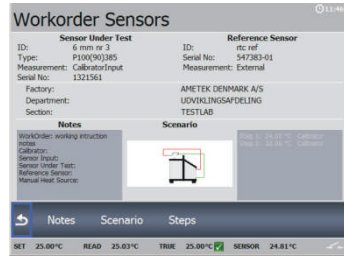 11:46
Workorder Sensors
Sensor Under Test
Reference Sensor
ID: 6 mm nr 3
ID: rtc ref
Type: P100(90)385
Serial No: 547383-01
Measurement: CalibratorInput
Measurement: External
Serial No: 1321561
Factory: AMETEK DENMARK A/S
Department: UDVIKLINGSAFDELING
Section: TESTLAB
Notes
Scenario
WorkOrder: working intruction
notes
Calibrator:
Sensor Input:
Sensor Under Test:
Reference Sensor:
Manual Heat Source:
Notes Scenario Steps
SET 25.00°C READ 25.03°C TRUE 25.00°C SENSOR 24.81°C